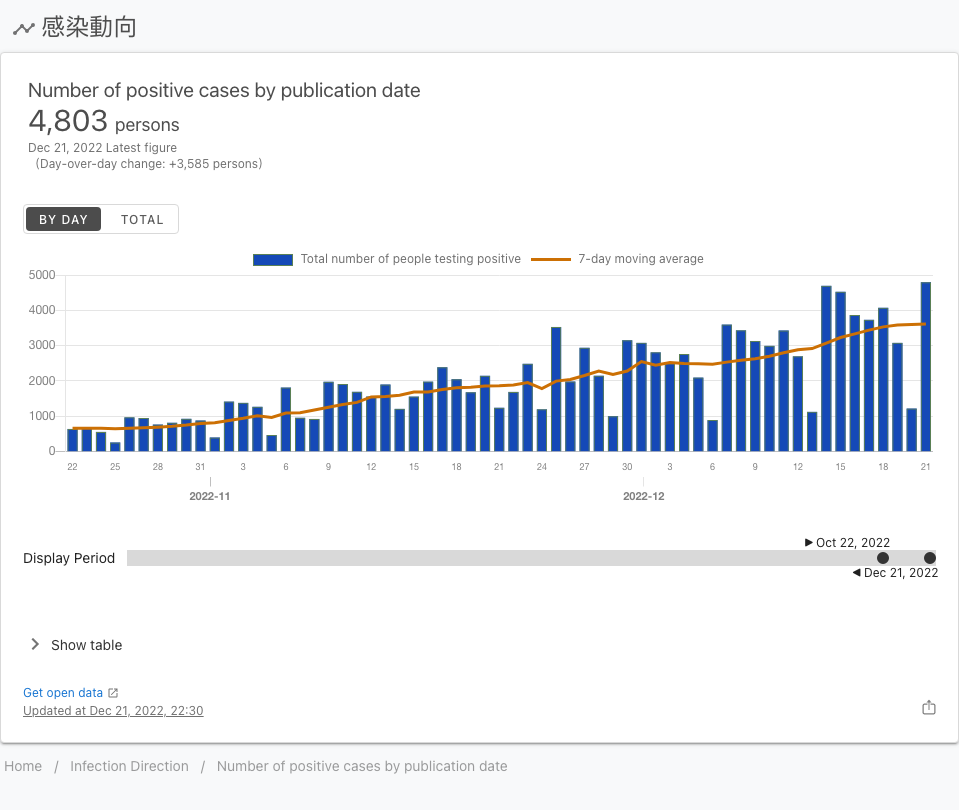 感染動向
Number of positive cases by publication date
4,803 persons
Dec 21, 2022 Latest figure
(Day-over-day change: +3,585 persons)
BY DAY TOTAL
Total number of people testing positive 7-day moving average
5000
4000
3000
2000
1000
0
22 25 28 31 3 6 9 12 15 18 21 24 27 30 3 6 9 12 15 18 21
2022-11 2022-12
Oct 22, 2022
Display Period
Dec 21, 2022
Show table
Get open data
Updated at Dec 21, 2022, 22:30
Home / Infection Direction / Number of positive cases by publication date